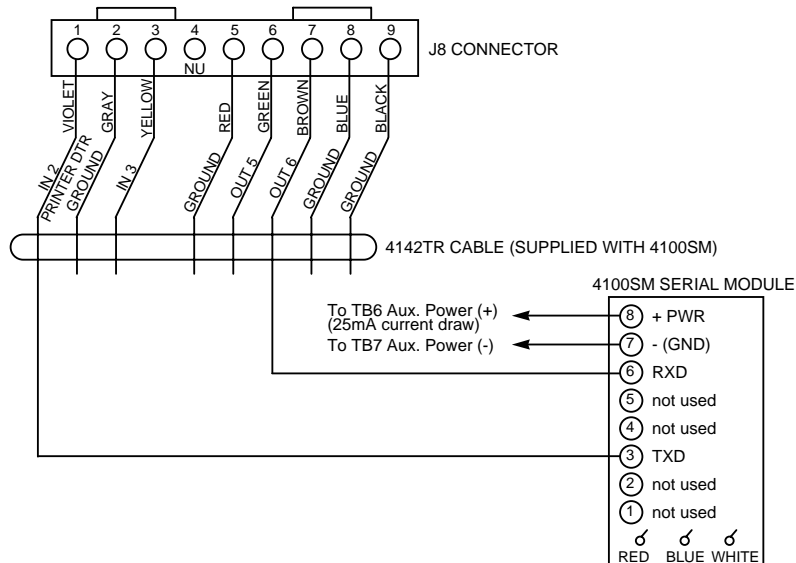 1 2 3 4 5 6 7 8 9
J8 CONNECTOR
NU
VIOLET
GRAY
YELLOW
RED
GREEN
BROWN
BLUE
BLACK
IN 2
PRINTER DTR
GROUND
IN 3
GROUND
OUT 5
OUT 6
GROUND
GROUND
4142TR CABLE (SUPPLIED WITH 4100SM)
4100SM SERIAL MODULE
To TB6 Aux. Power (+)
(25mA current draw)
To TB7 Aux. Power (-)
8 + PWR
7 - (GND)
6 RXD
5 not used
4 not used
3 TXD
2 not used
1 not used
RED BLUE WHITE